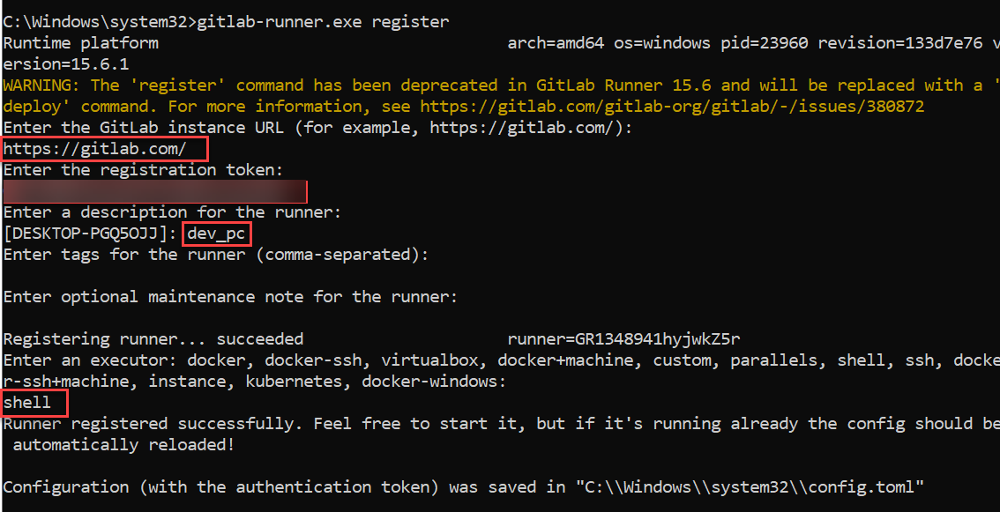 C:\Windows\system32>gitlab-runner.exe register
Runtime platform                                    arch=amd64 os=windows pid=23960 revision=133d7e76 v
ersion=15.6.1
WARNING: The 'register' command has been deprecated in GitLab Runner 15.6 and will be replaced with a '
deploy' command. For more information, see https://gitlab.com/gitlab-org/gitlab/-/issues/380872
Enter the GitLab instance URL (for example, https://gitlab.com/):
https://gitlab.com/
Enter the registration token:
Enter a description for the runner:
[DESKTOP-PGQ5OJJ]: dev_pc
Enter tags for the runner (comma-separated):
Enter optional maintenance note for the runner:
Registering runner... succeeded                     runner=GR1348941hyjwkZ5r
Enter an executor: docker, docker-ssh, virtualbox, docker+machine, custom, parallels, shell, ssh, docke
r-ssh+machine, instance, kubernetes, docker-windows:
shell
Runner registered successfully. Feel free to start it, but if it's running already the config should be
 automatically reloaded!
Configuration (with the authentication token) was saved in "C:\\Windows\\system32\\config.toml"